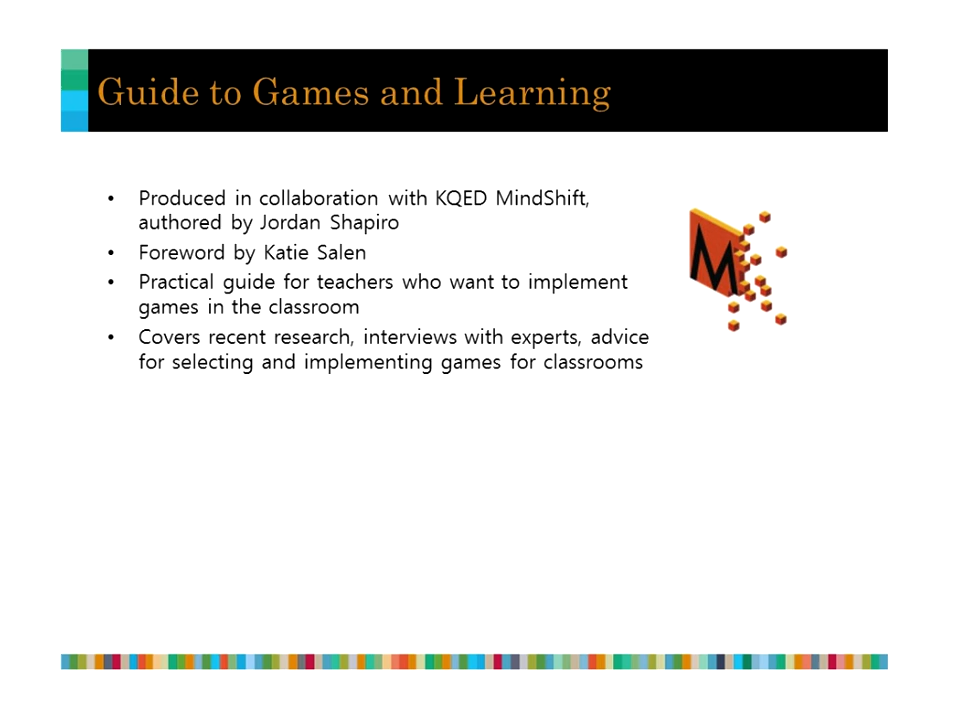 Guide to Games and Learning
• Produced in collaboration with KQED MindShift,
authored by Jordan Shapiro
• Foreword by Katie Salen
• Practical guide for teachers who want to implement
games in the classroom
• Covers recent research, interviews with experts, advice
for selecting and implementing games for classrooms
M